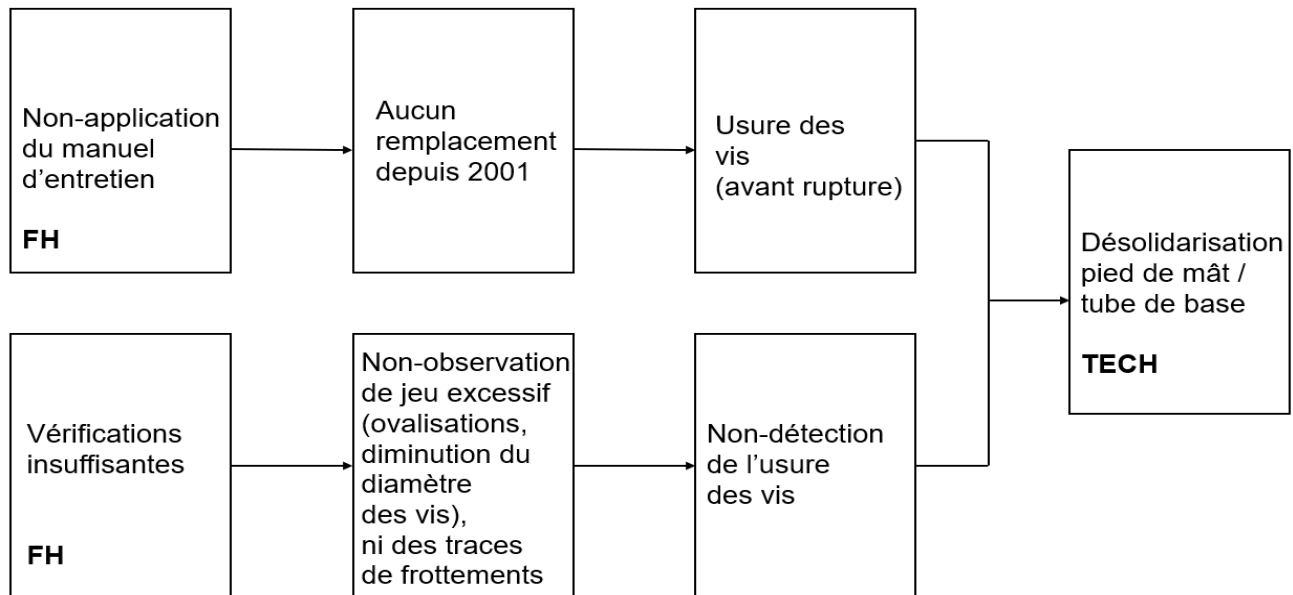 Non-application
du manuel
d'entretien
FH
Aucun
remplacement
depuis 2001
Usure des
vis
(avant rupture)
Désolidarisation
pied de mât /
tube de base
TECH
Vérifications
insuffisantes
FH
Non-observation
de jeu excessif
(ovalisations,
diminution du
diamètre
des vis),
ni des traces
de frottements
Non-détection
de l'usure
des vis